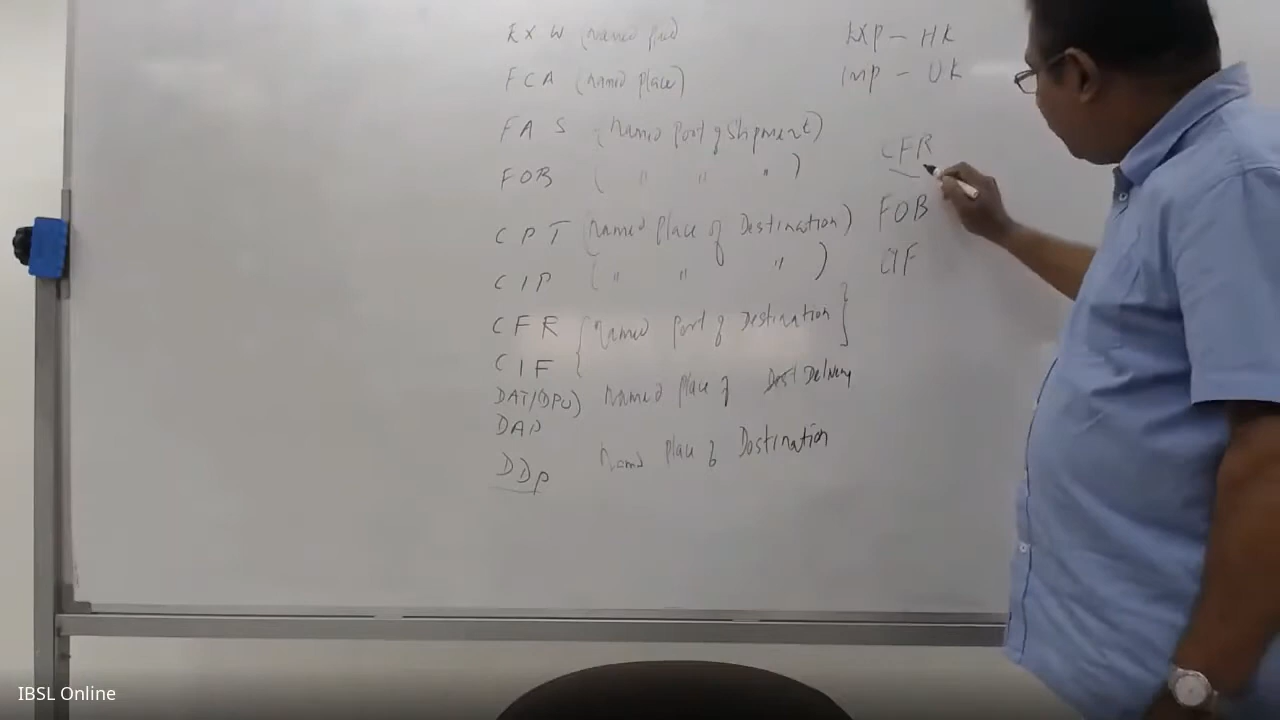 EXW (named
FCA (named place)
FAS (Named Port of Shipment)
FOB ( " " " )
CPT (named place of Destination)
CIP ( " " " )
CFR { Named Port of Destination }
CIF
DAT/(DPU) Named place of Delivery
DAP
DDP Named Place of Destination
EXP - HK
IMP - UK
CFR
FOB
CIF
IBSL Online